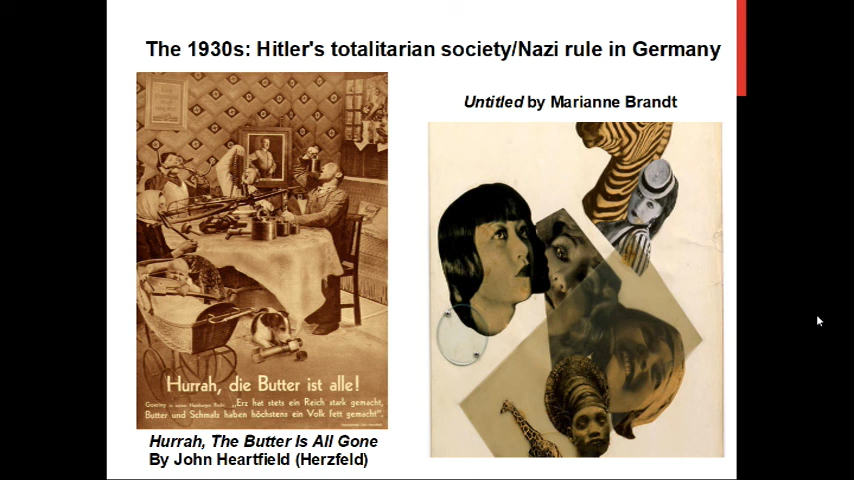 The 1930s: Hitler's totalitarian society/Nazi rule in Germany
Untitled by Marianne Brandt
Hurrah, die Butter ist alle!
Goering in seiner Hamburger Rede: „Erz hat stets ein Reich stark gemacht,
Butter und Schmalz haben höchstens ein Volk fett gemacht".
Hurrah, The Butter Is All Gone
By John Heartfield (Herzfeld)